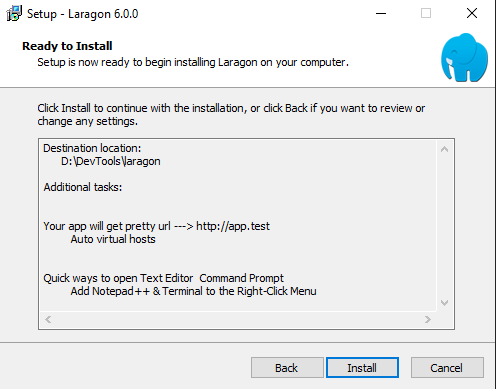 Setup - Laragon 6.0.0
Ready to Install
Setup is now ready to begin installing Laragon on your computer.
Click Install to continue with the installation, or click Back if you want to review or
change any settings.
Destination location:
D:\DevTools\laragon
Additional tasks:
Your app will get pretty url ---> http://app.test
Auto virtual hosts
Quick ways to open Text Editor  Command Prompt
Add Notepad++ & Terminal to the Right-Click Menu
Back
Install
Cancel